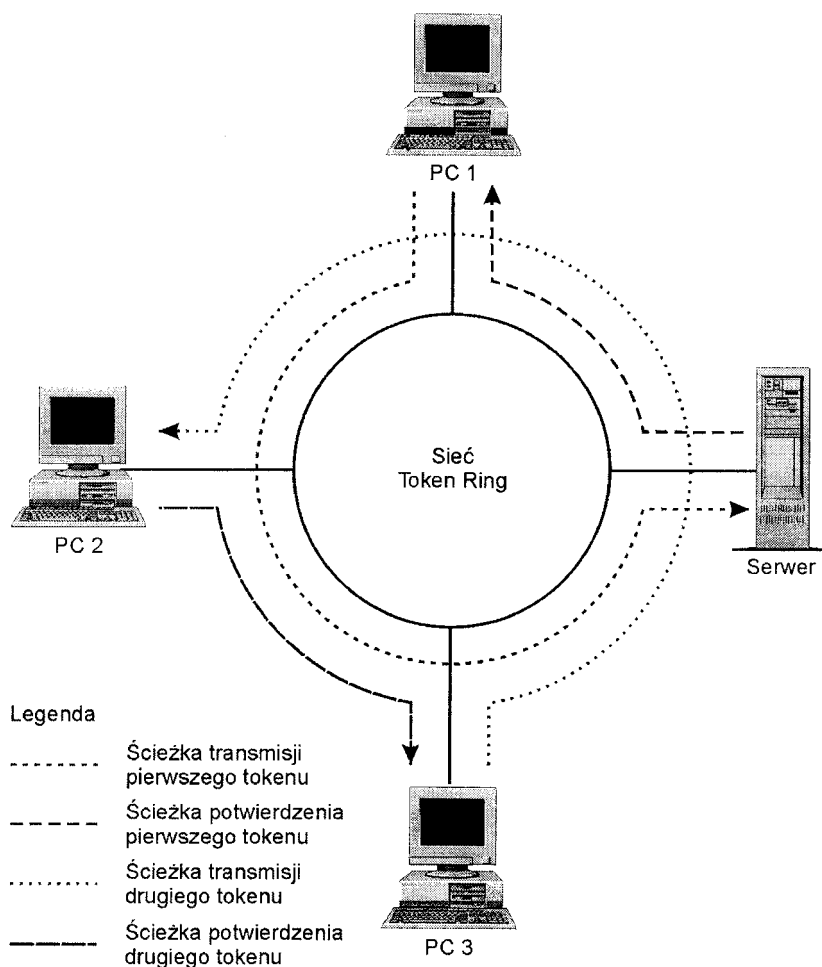 PC 1
Sieć
Token Ring
PC 2
Serwer
Legenda
Ścieżka transmisji
pierwszego tokenu
Ścieżka potwierdzenia
pierwszego tokenu
Ścieżka transmisji
drugiego tokenu
Ścieżka potwierdzenia
drugiego tokenu
PC 3